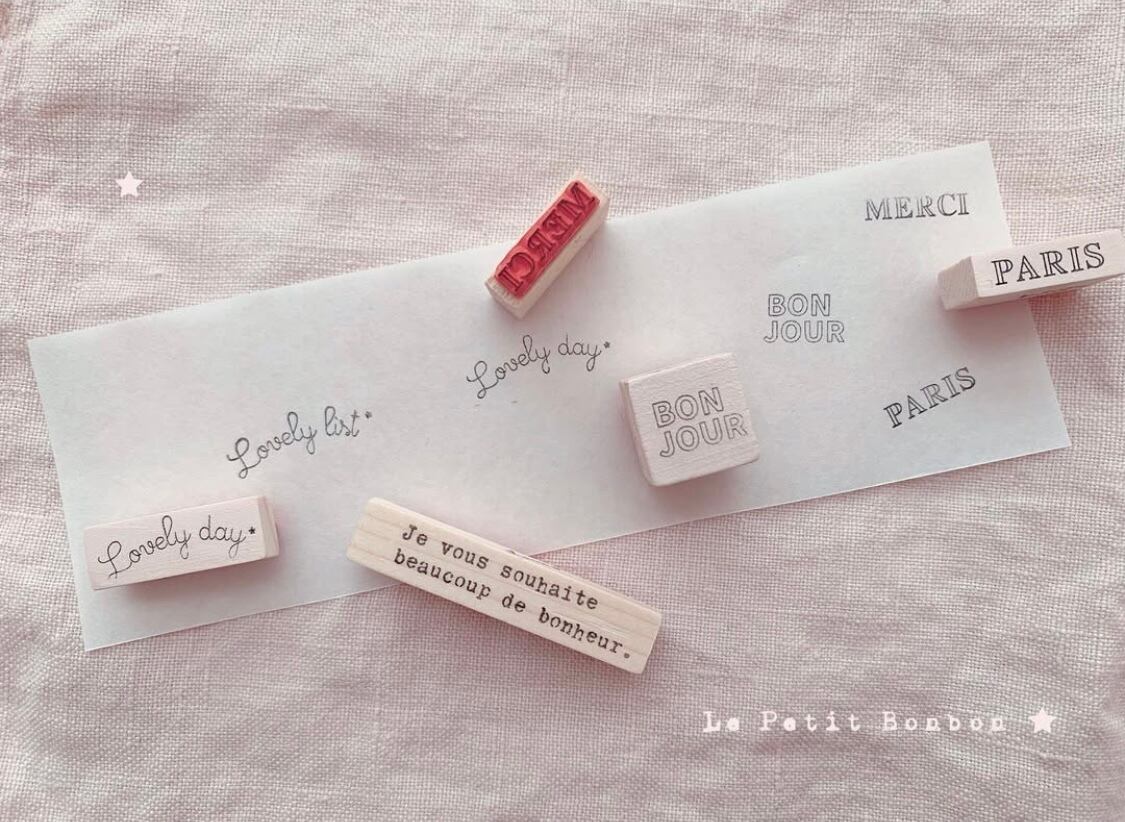 MERCI
MERCI
PARIS
BON
JOUR
Lovely day*
PARIS
BON
JOUR
Lovely list*
Lovely day*
Je vous souhaite
beaucoup de bonheur.
Le Petit Bonbon ★